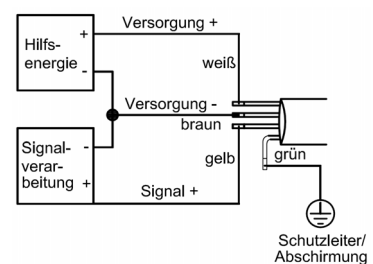 Versorgung +
+
Hilfs-
energie
weiß
-
Versorgung -
braun
Signal-
verar-
beitung
-
gelb
grün
+
Signal +
Schutzleiter/
Abschirmung